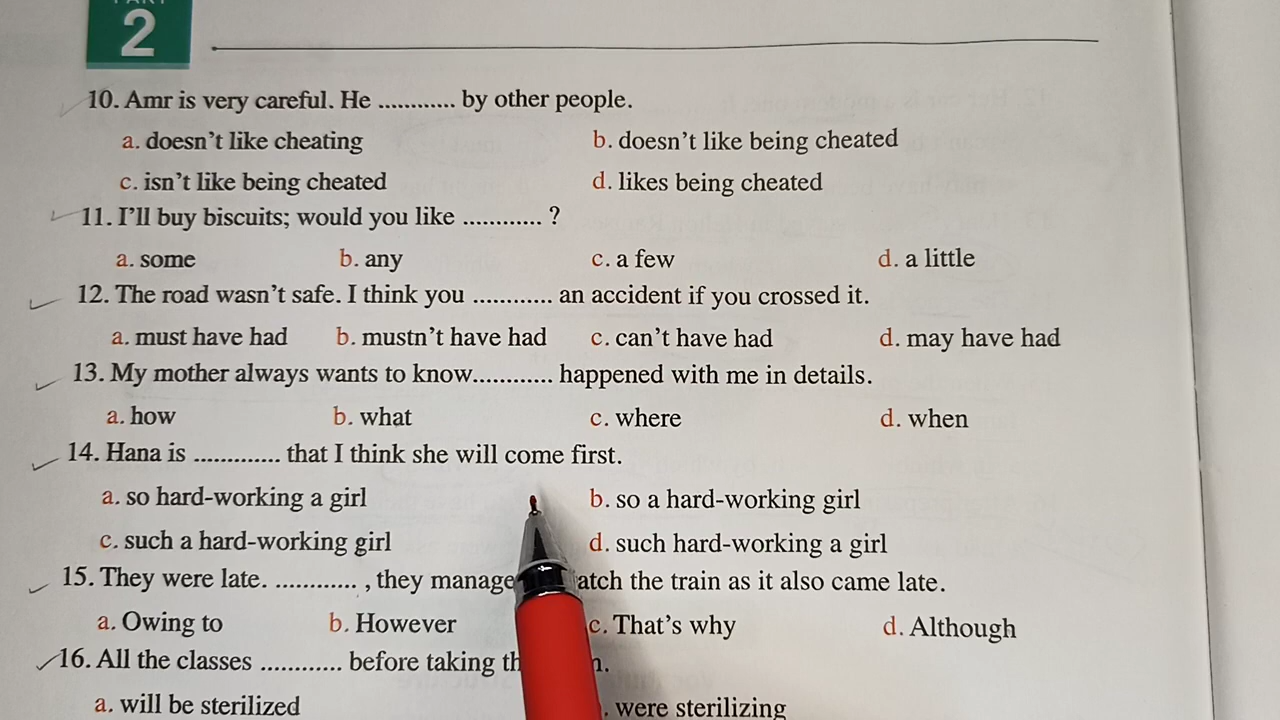 2
10. Amr is very careful. He ............ by other people.
a. doesn't like cheating b. doesn't like being cheated
c. isn't like being cheated d. likes being cheated
11. I'll buy biscuits; would you like ............ ?
a. some b. any c. a few d. a little
12. The road wasn't safe. I think you ............ an accident if you crossed it.
a. must have had b. mustn't have had c. can't have had d. may have had
13. My mother always wants to know............ happened with me in details.
a. how b. what c. where d. when
14. Hana is ............. that I think she will come first.
a. so hard-working a girl b. so a hard-working girl
c. such a hard-working girl d. such hard-working a girl
15. They were late. ............ , they manage atch the train as it also came late.
a. Owing to b. However c. That's why d. Although
16. All the classes ............ before taking th
a. will be sterilized were sterilizing